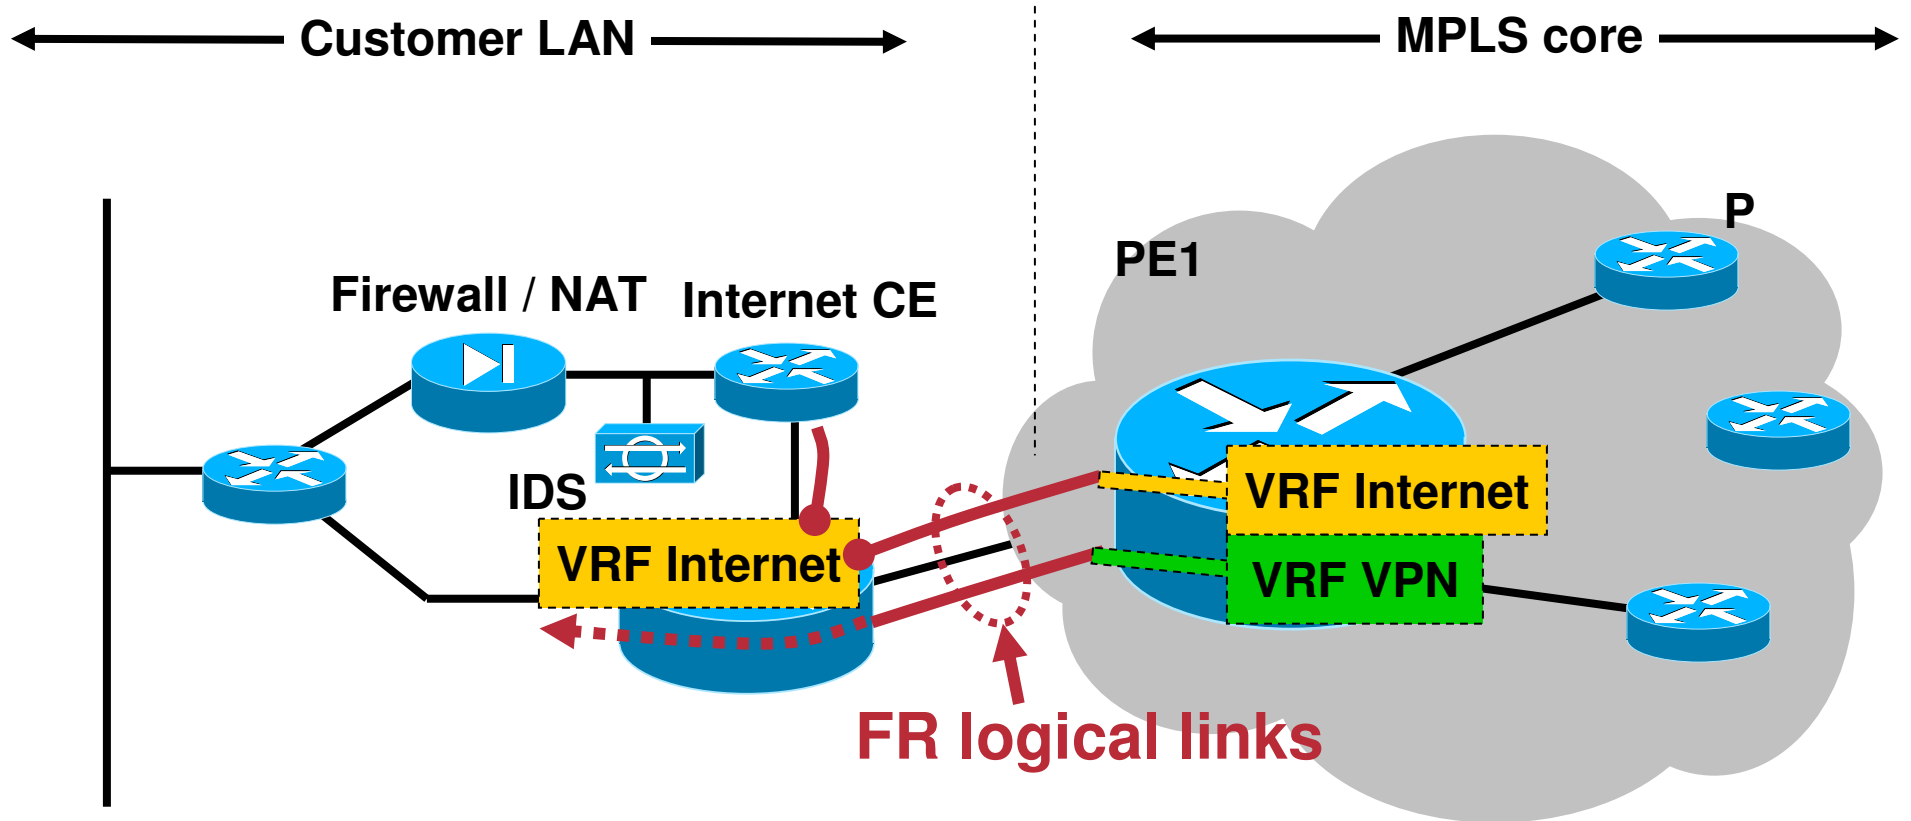 Customer LAN
MPLS core
P
PE1
Firewall / NAT
Internet CE
IDS
VRF Internet
VRF Internet
VRF VPN
FR logical links